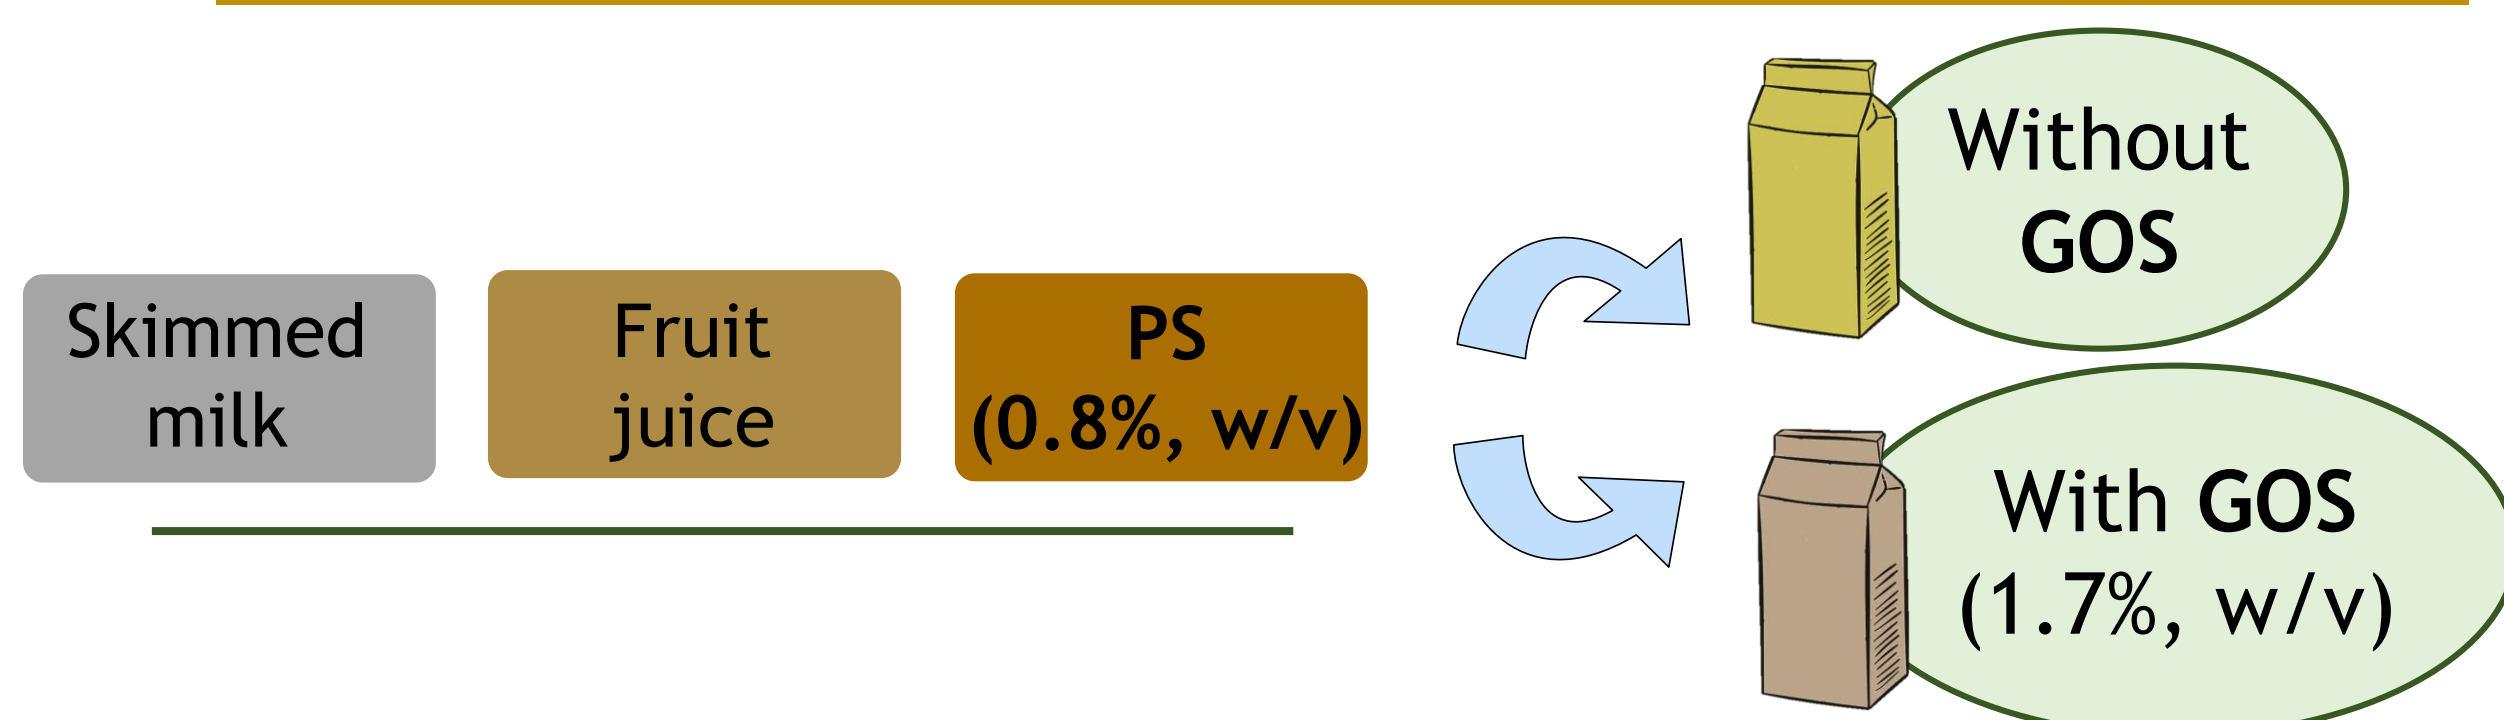 Skimmed
milk
Fruit
juice
PS
(0.8%, w/v)
Without
GOS
With GOS
(1.7%, w/v)